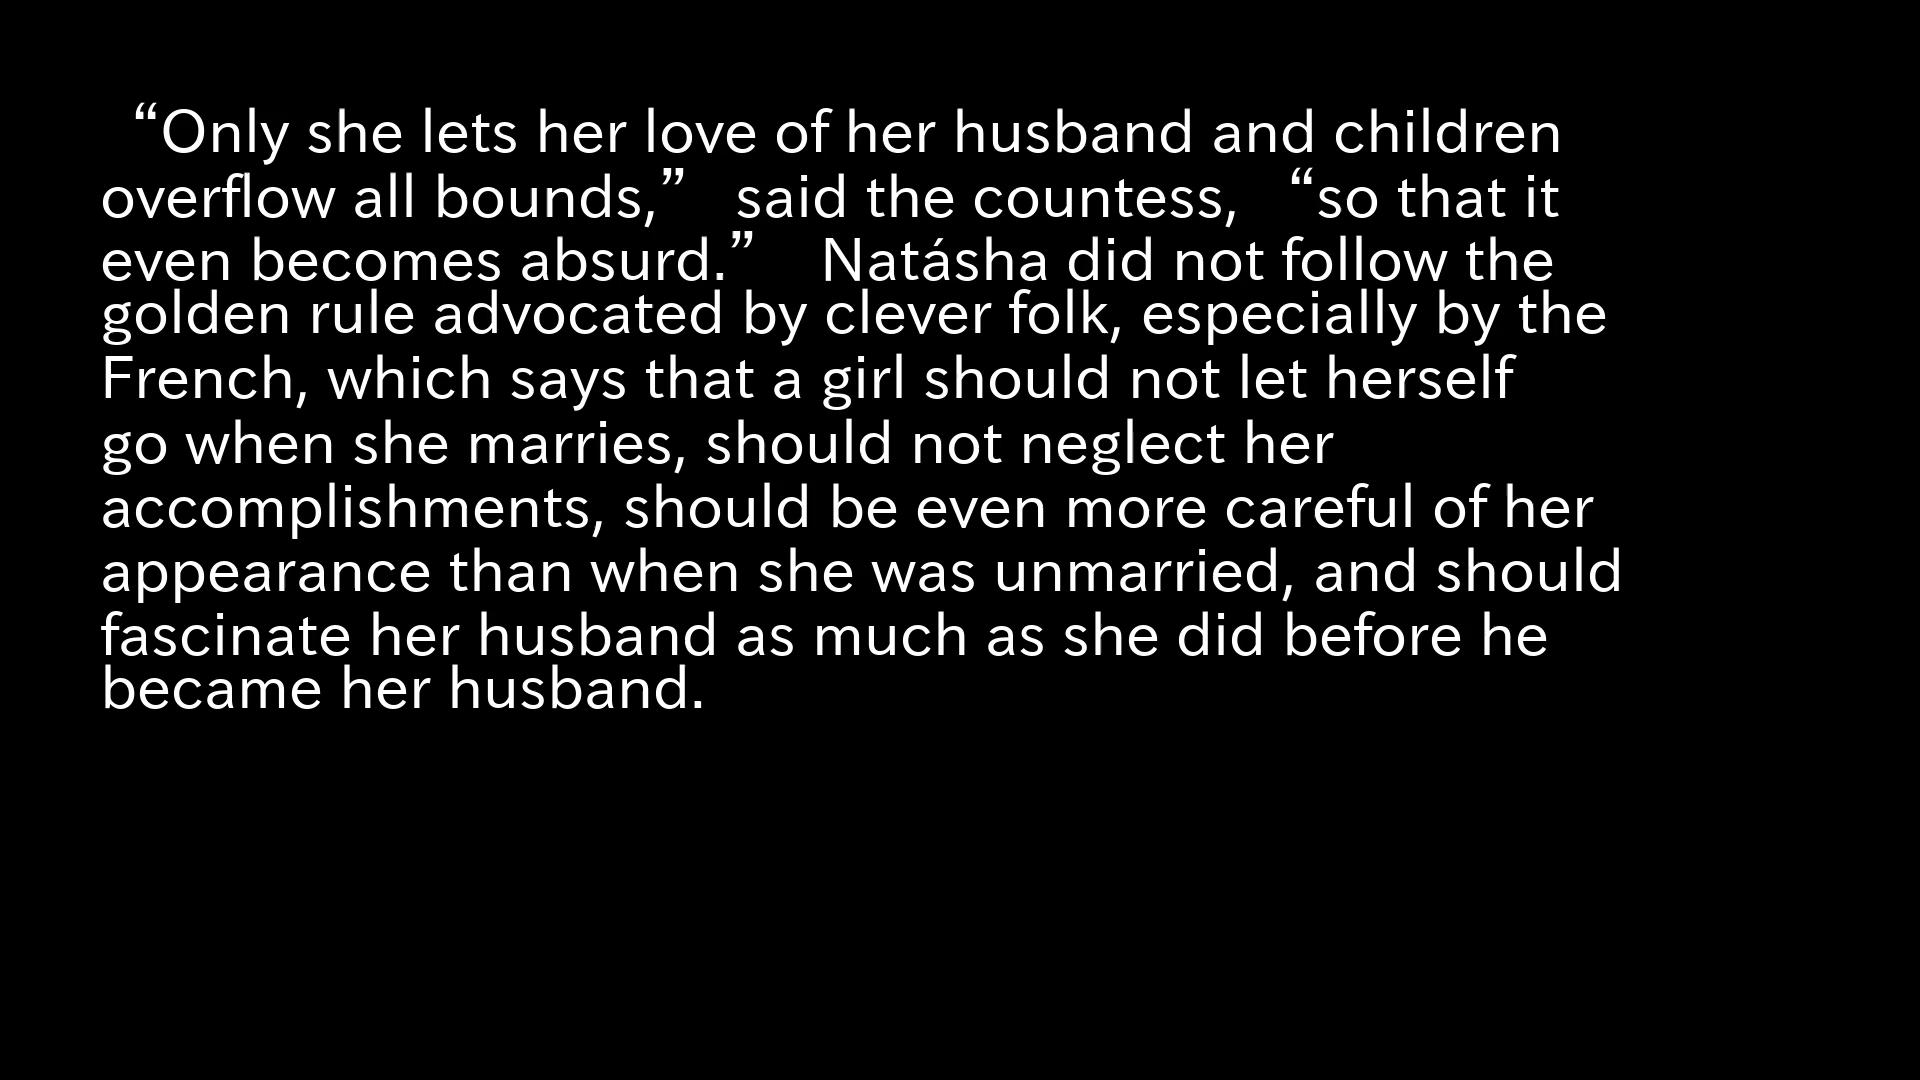 “Only she lets her love of her husband and children
overflow all bounds,” said the countess, “so that it
even becomes absurd.” Natásha did not follow the
golden rule advocated by clever folk, especially by the
French, which says that a girl should not let herself
go when she marries, should not neglect her
accomplishments, should be even more careful of her
appearance than when she was unmarried, and should
fascinate her husband as much as she did before he
became her husband.